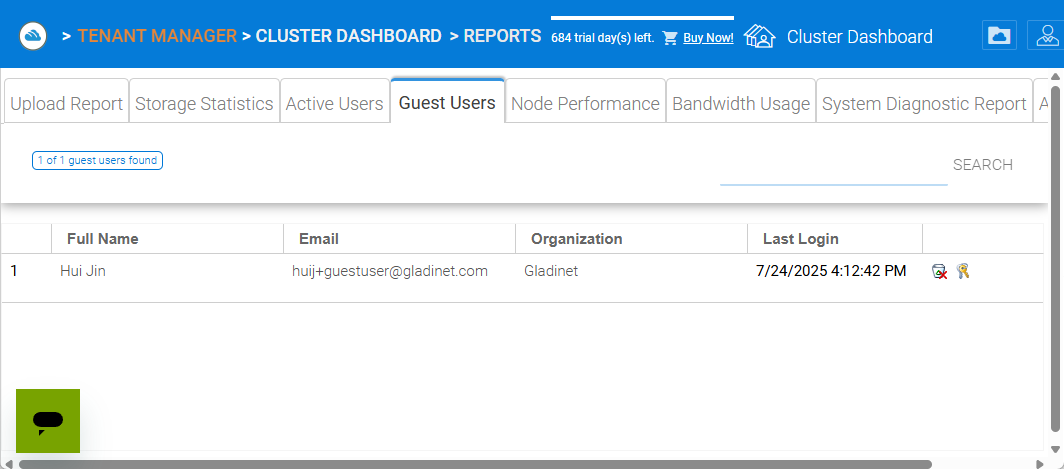 > TENANT MANAGER > CLUSTER DASHBOARD > REPORTS 684 trial day(s) left. Buy Now! Cluster Dashboard
Upload Report Storage Statistics Active Users Guest Users Node Performance Bandwidth Usage System Diagnostic Report A
1 of 1 guest users found SEARCH
Full Name Email Organization Last Login
1 Hui Jin huij+guestuser@gladinet.com Gladinet 7/24/2025 4:12:42 PM